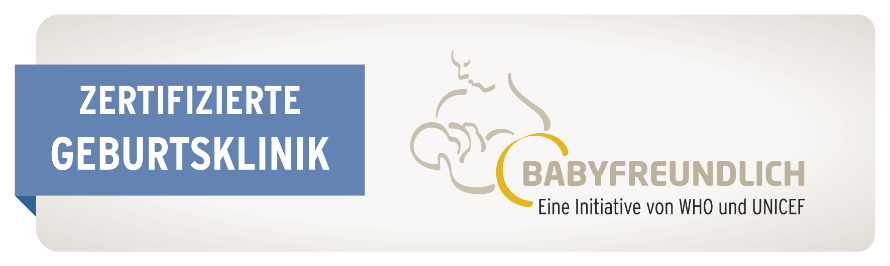 ZERTIFIZIERTE
GEBURTSKLINIK
BABYFREUNDLICH
Eine Initiative von WHO und UNICEF